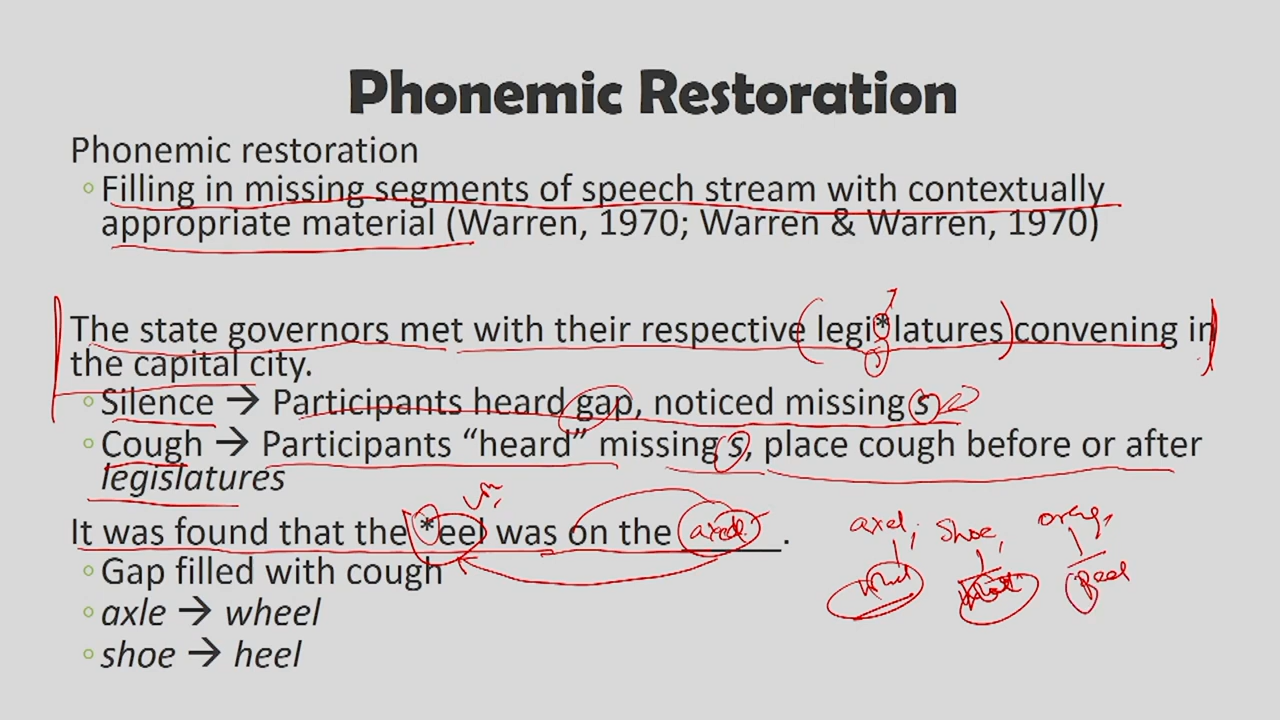 Phonemic Restoration
Phonemic restoration
Filling in missing segments of speech stream with contextually
appropriate material (Warren, 1970; Warren & Warren, 1970)
The state governors met with their respective legi*latures convening in
the capital city.
Silence → Participants heard gap, noticed missing s
Cough → Participants "heard" missing s, place cough before or after
legislatures
It was found that the *eel was on the axel.
axel, shoe, orange,
peel
Gap filled with cough
axle → wheel
shoe → heel